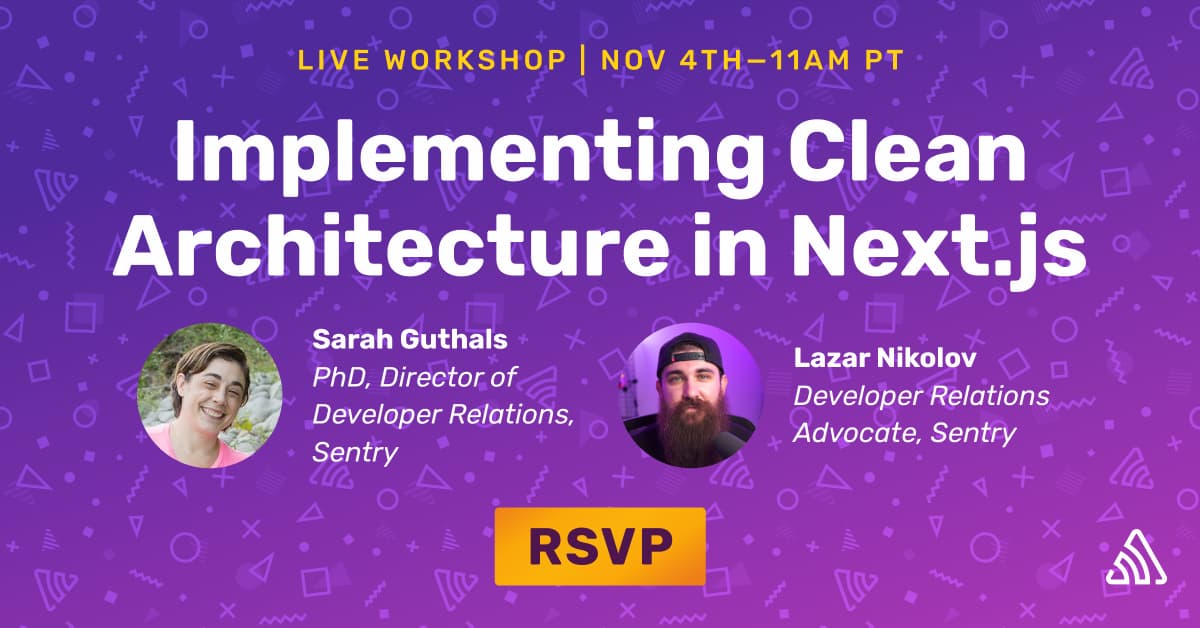 LIVE WORKSHOP | NOV 4TH—11AM PT
Implementing Clean
Architecture in Next.js
Sarah Guthals
PhD, Director of
Developer Relations,
Sentry
Lazar Nikolov
Developer Relations
Advocate, Sentry
RSVP